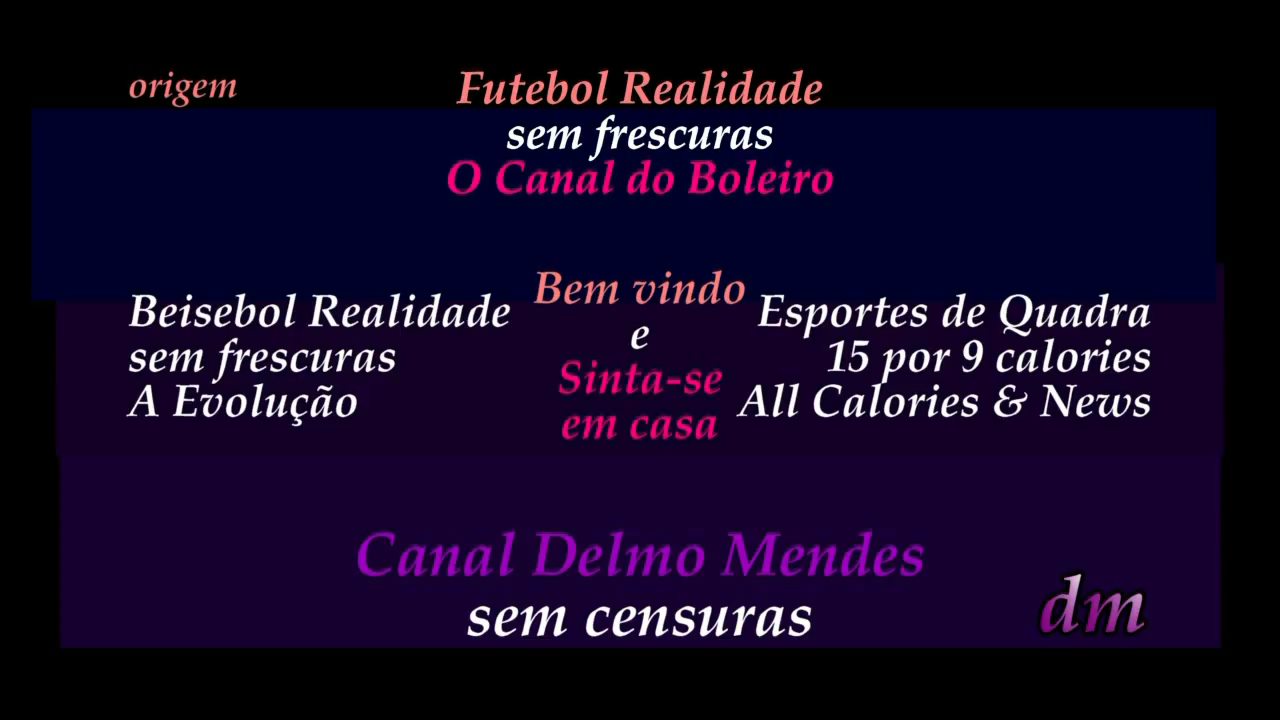 origem
Futebol Realidade
sem frescuras
O Canal do Boleiro
Beisebol Realidade
sem frescuras
A Evolução
Bem vindo
e
Sinta-se
em casa
Esportes de Quadra
15 por 9 calories
All Calories & News
Canal Delmo Mendes
sem censuras
dm